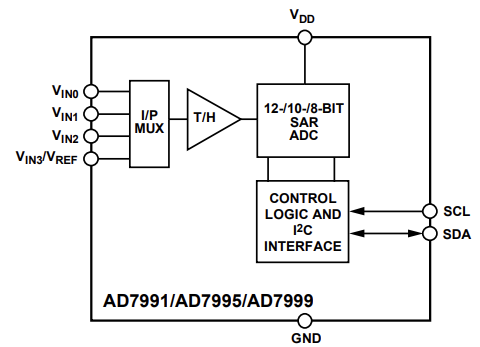 VDD
VIN0
VIN1
VIN2
VIN3/VREF
I/P
MUX
T/H
12-/10-/8-BIT
SAR
ADC
CONTROL
LOGIC AND
I2C
INTERFACE
SCL
SDA
AD7991/AD7995/AD7999
GND